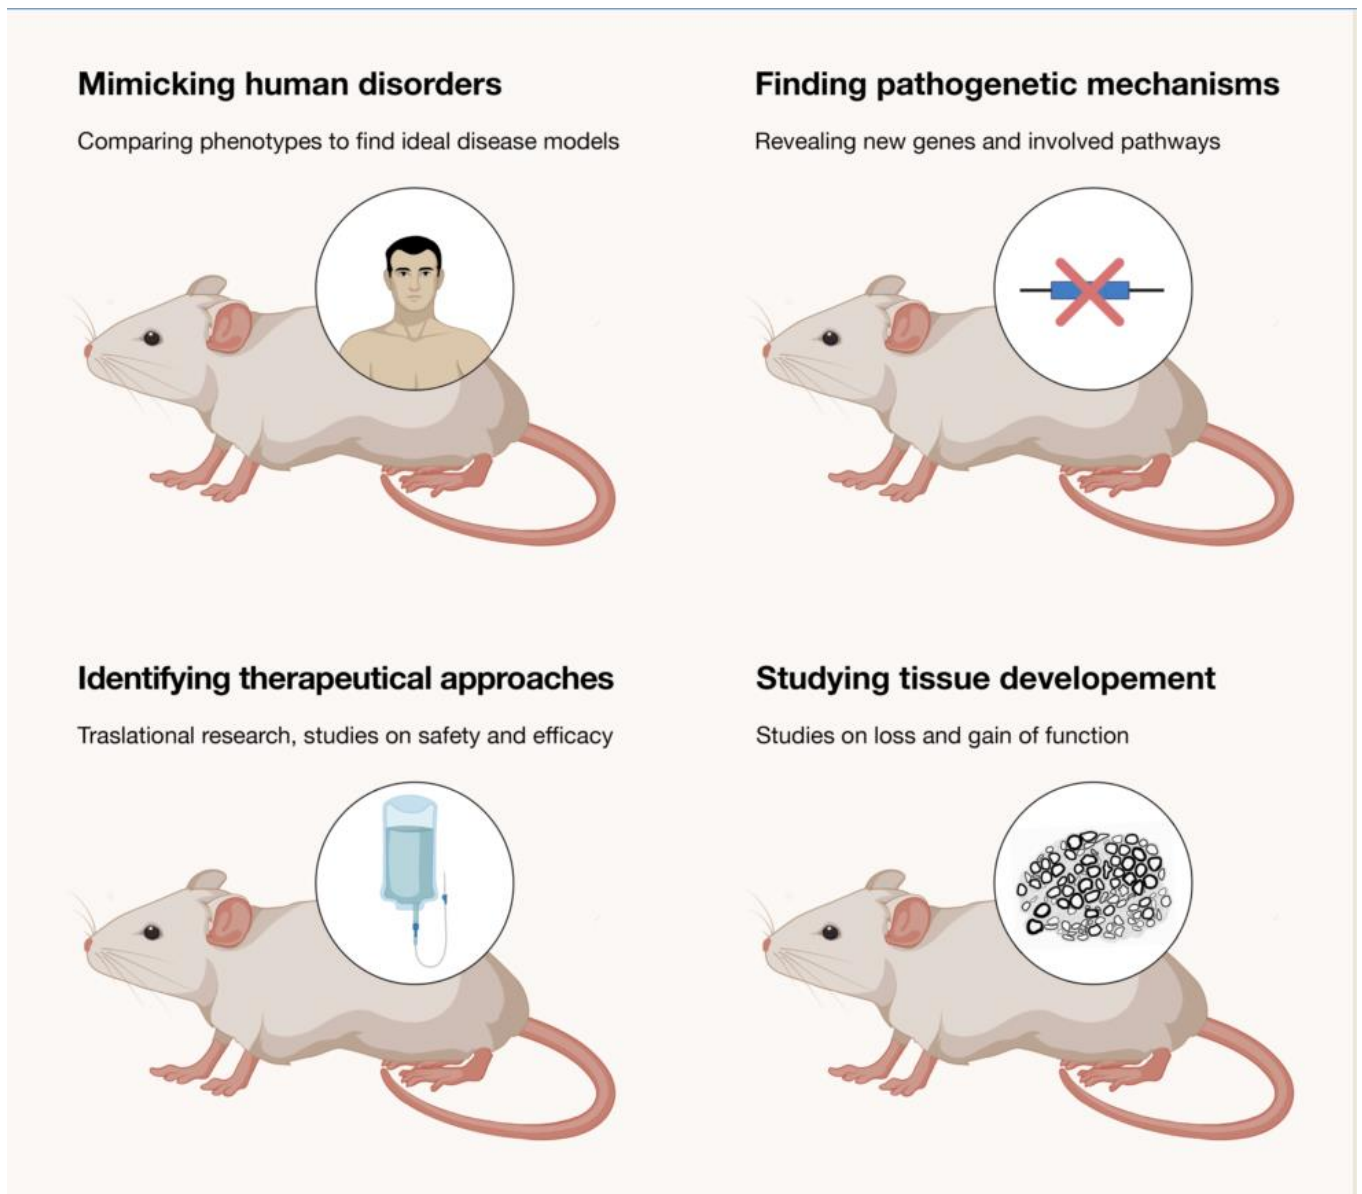 Mimicking human disorders
Comparing phenotypes to find ideal disease models
Finding pathogenetic mechanisms
Revealing new genes and involved pathways
Identifying therapeutical approaches
Traslational research, studies on safety and efficacy
Studying tissue developement
Studies on loss and gain of function